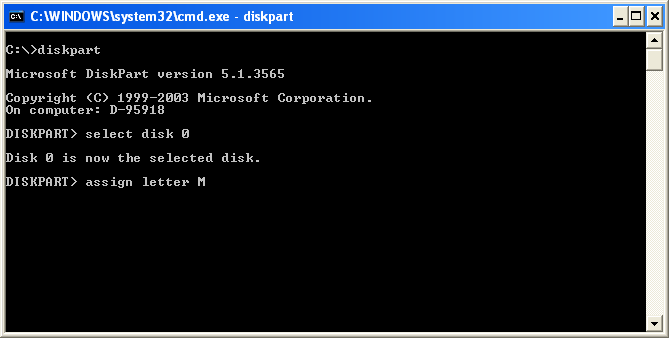 C:\WINDOWS\system32\cmd.exe - diskpart
C:\>diskpart
Microsoft DiskPart version 5.1.3565
Copyright (C) 1999-2003 Microsoft Corporation.
On computer: D-95918
DISKPART> select disk 0
Disk 0 is now the selected disk.
DISKPART> assign letter M